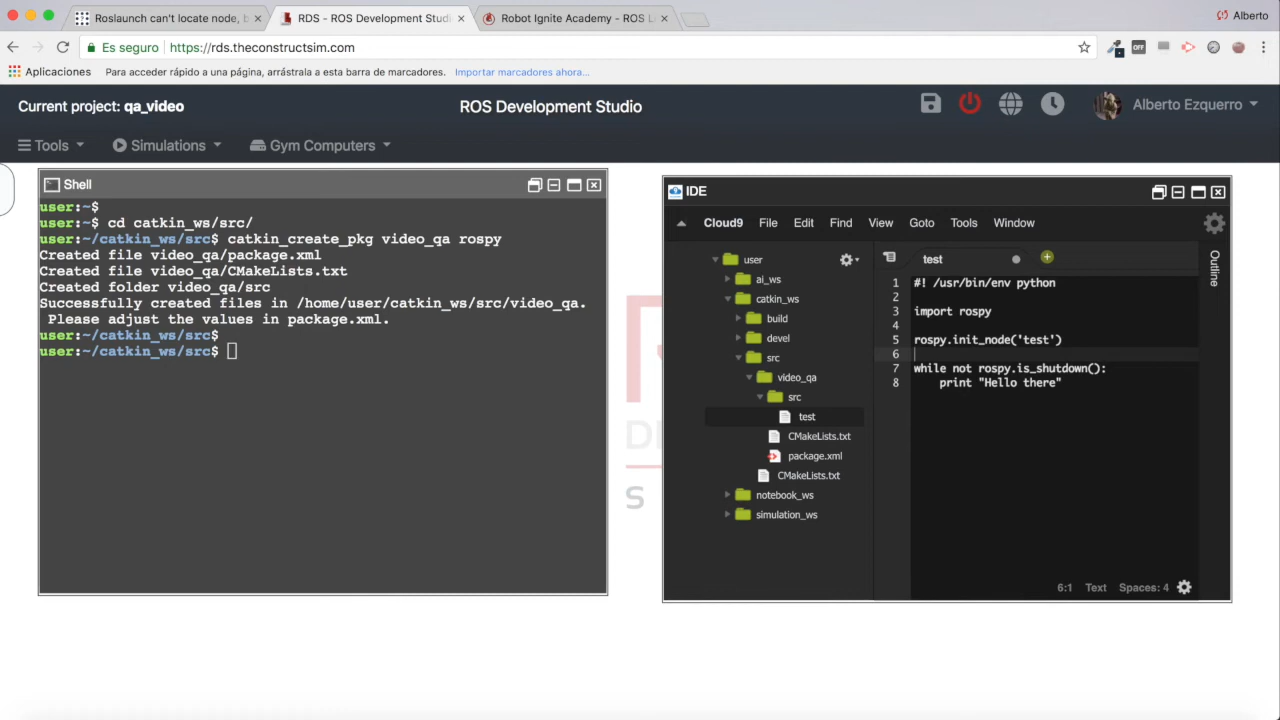 Roslaunch can't locate node, b
RDS - ROS Development Studi
Robot Ignite Academy - ROS L
Alberto
Es seguro
https://rds.theconstructsim.com
OFF
Aplicaciones
Para acceder rápido a una página, arrástrala a esta barra de marcadores.
Importar marcadores ahora...
Current project: qa_video
ROS Development Studio
Alberto Ezquerro
Tools
Simulations
Gym Computers
Shell
user:~$
user:~$ cd catkin_ws/src/
user:~/catkin_ws/src$ catkin_create_pkg video_qa rospy
Created file video_qa/package.xml
Created file video_qa/CMakeLists.txt
Created folder video_qa/src
Successfully created files in /home/user/catkin_ws/src/video_qa.
Please adjust the values in package.xml.
user:~/catkin_ws/src$
user:~/catkin_ws/src$
D
S
IDE
Cloud9 File Edit Find View Goto Tools Window
user
ai_ws
catkin_ws
build
devel
src
video_qa
src
test
CMakeLists.txt
package.xml
CMakeLists.txt
notebook_ws
simulation_ws
test
1 #! /usr/bin/env python
2
3 import rospy
4
5 rospy.init_node('test')
6
7 while not rospy.is_shutdown():
8 print "Hello there"
Outline
6:1 Text Spaces: 4